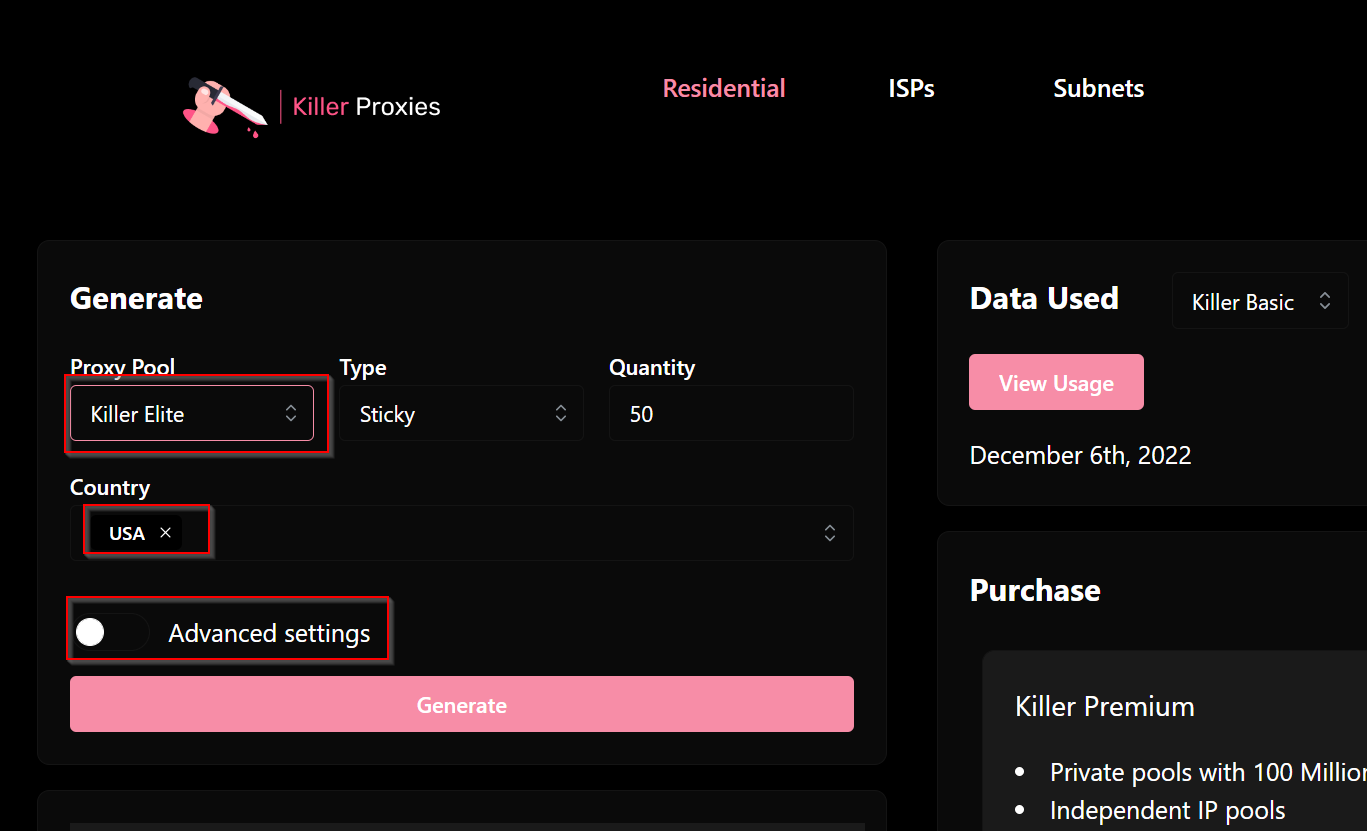 Killer Proxies
Residential
ISPs
Subnets
Generate
Proxy Pool
Type
Quantity
Killer Elite
Sticky
50
Country
USA
Advanced settings
Generate
Data Used
Killer Basic
View Usage
December 6th, 2022
Purchase
Killer Premium
Private pools with 100 Million
Independent IP pools